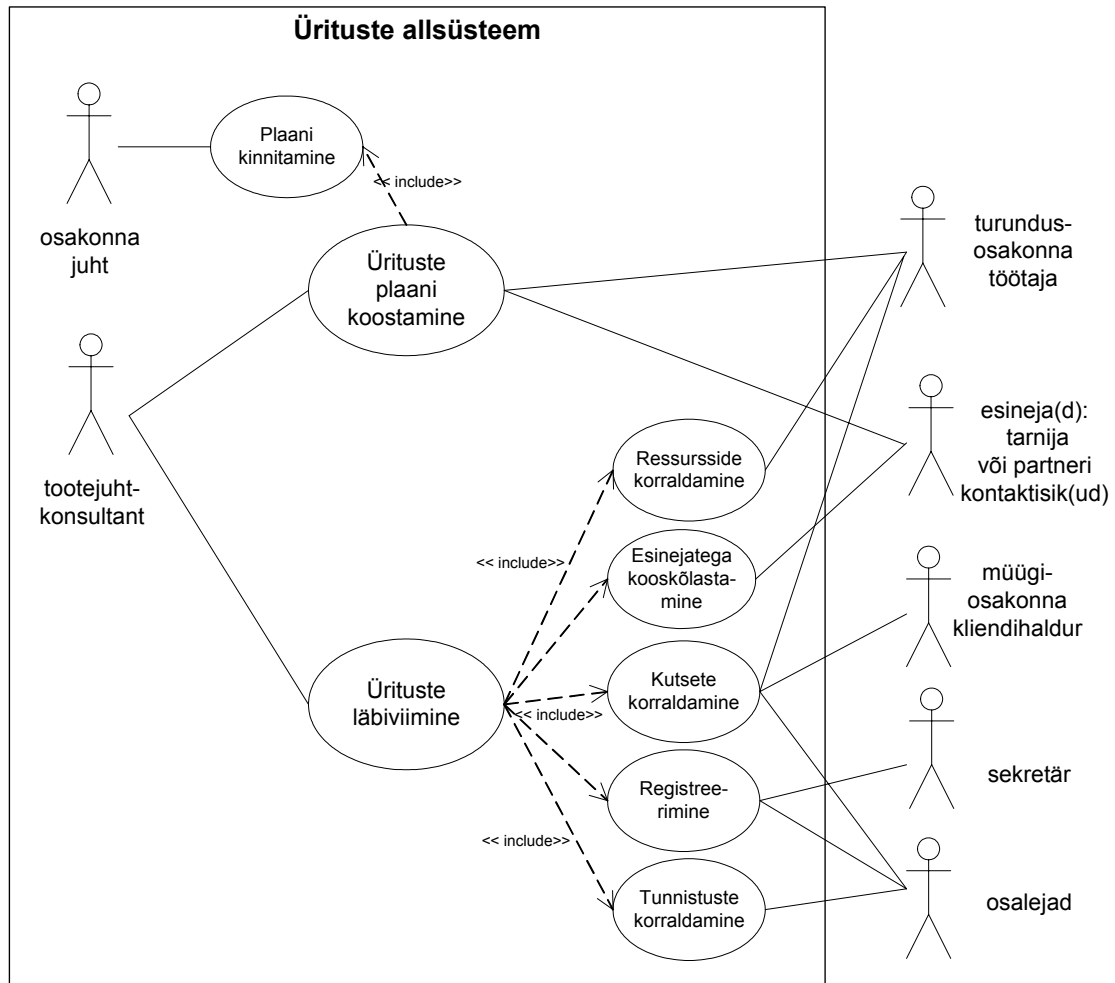 Ürituste allsüsteem
Plaani
kinnitamine
<< include>>
osakonna
juht
Ürituste
plaani
koostamine
turundus-
osakonna
töötaja
tootejuht-
konsultant
esineja(d):
tarnija
või partneri
kontaktisik(ud)
Ressursside
korraldamine
<< include>>
Esinejatega
kooskõlasta-
mine
müügi-
osakonna
kliendihaldur
Ürituste
läbiviimine
Kutsete
korraldamine
<< include>>
Registree-
rimine
sekretär
<< include>>
Tunnistuste
korraldamine
osalejad